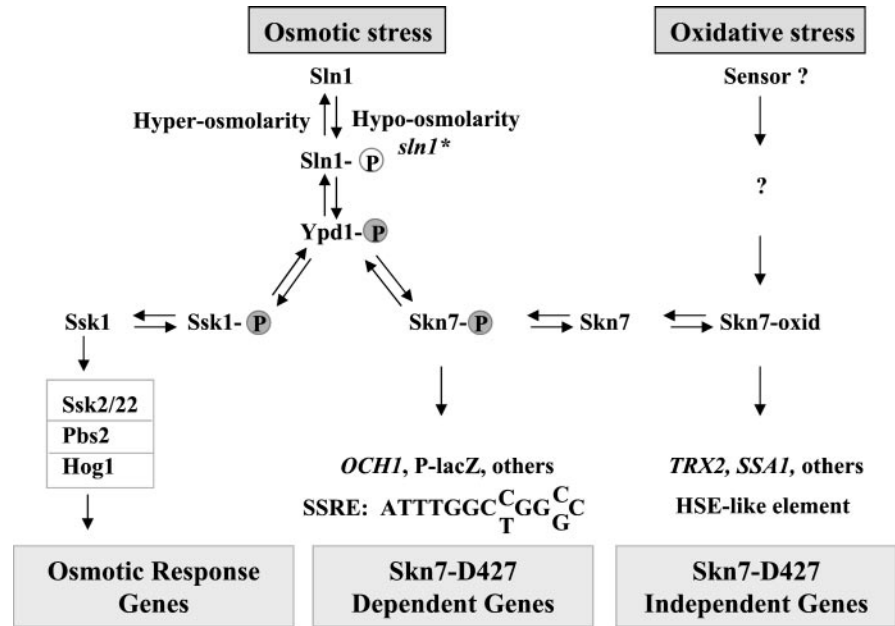 Osmotic stress
Oxidative stress
Sln1
Sensor ?
Hyper-osmolarity
Hypo-osmolarity
sln1*
Sln1- P
?
Ypd1- P
Ssk1
Ssk1- P
Skn7- P
Skn7
Skn7-oxid
Ssk2/22
Pbs2
Hog1
OCH1, P-lacZ, others
SSRE: ATTTGGC C/T GG C/G C
TRX2, SSA1, others
HSE-like element
Osmotic Response
Genes
Skn7-D427
Dependent Genes
Skn7-D427
Independent Genes